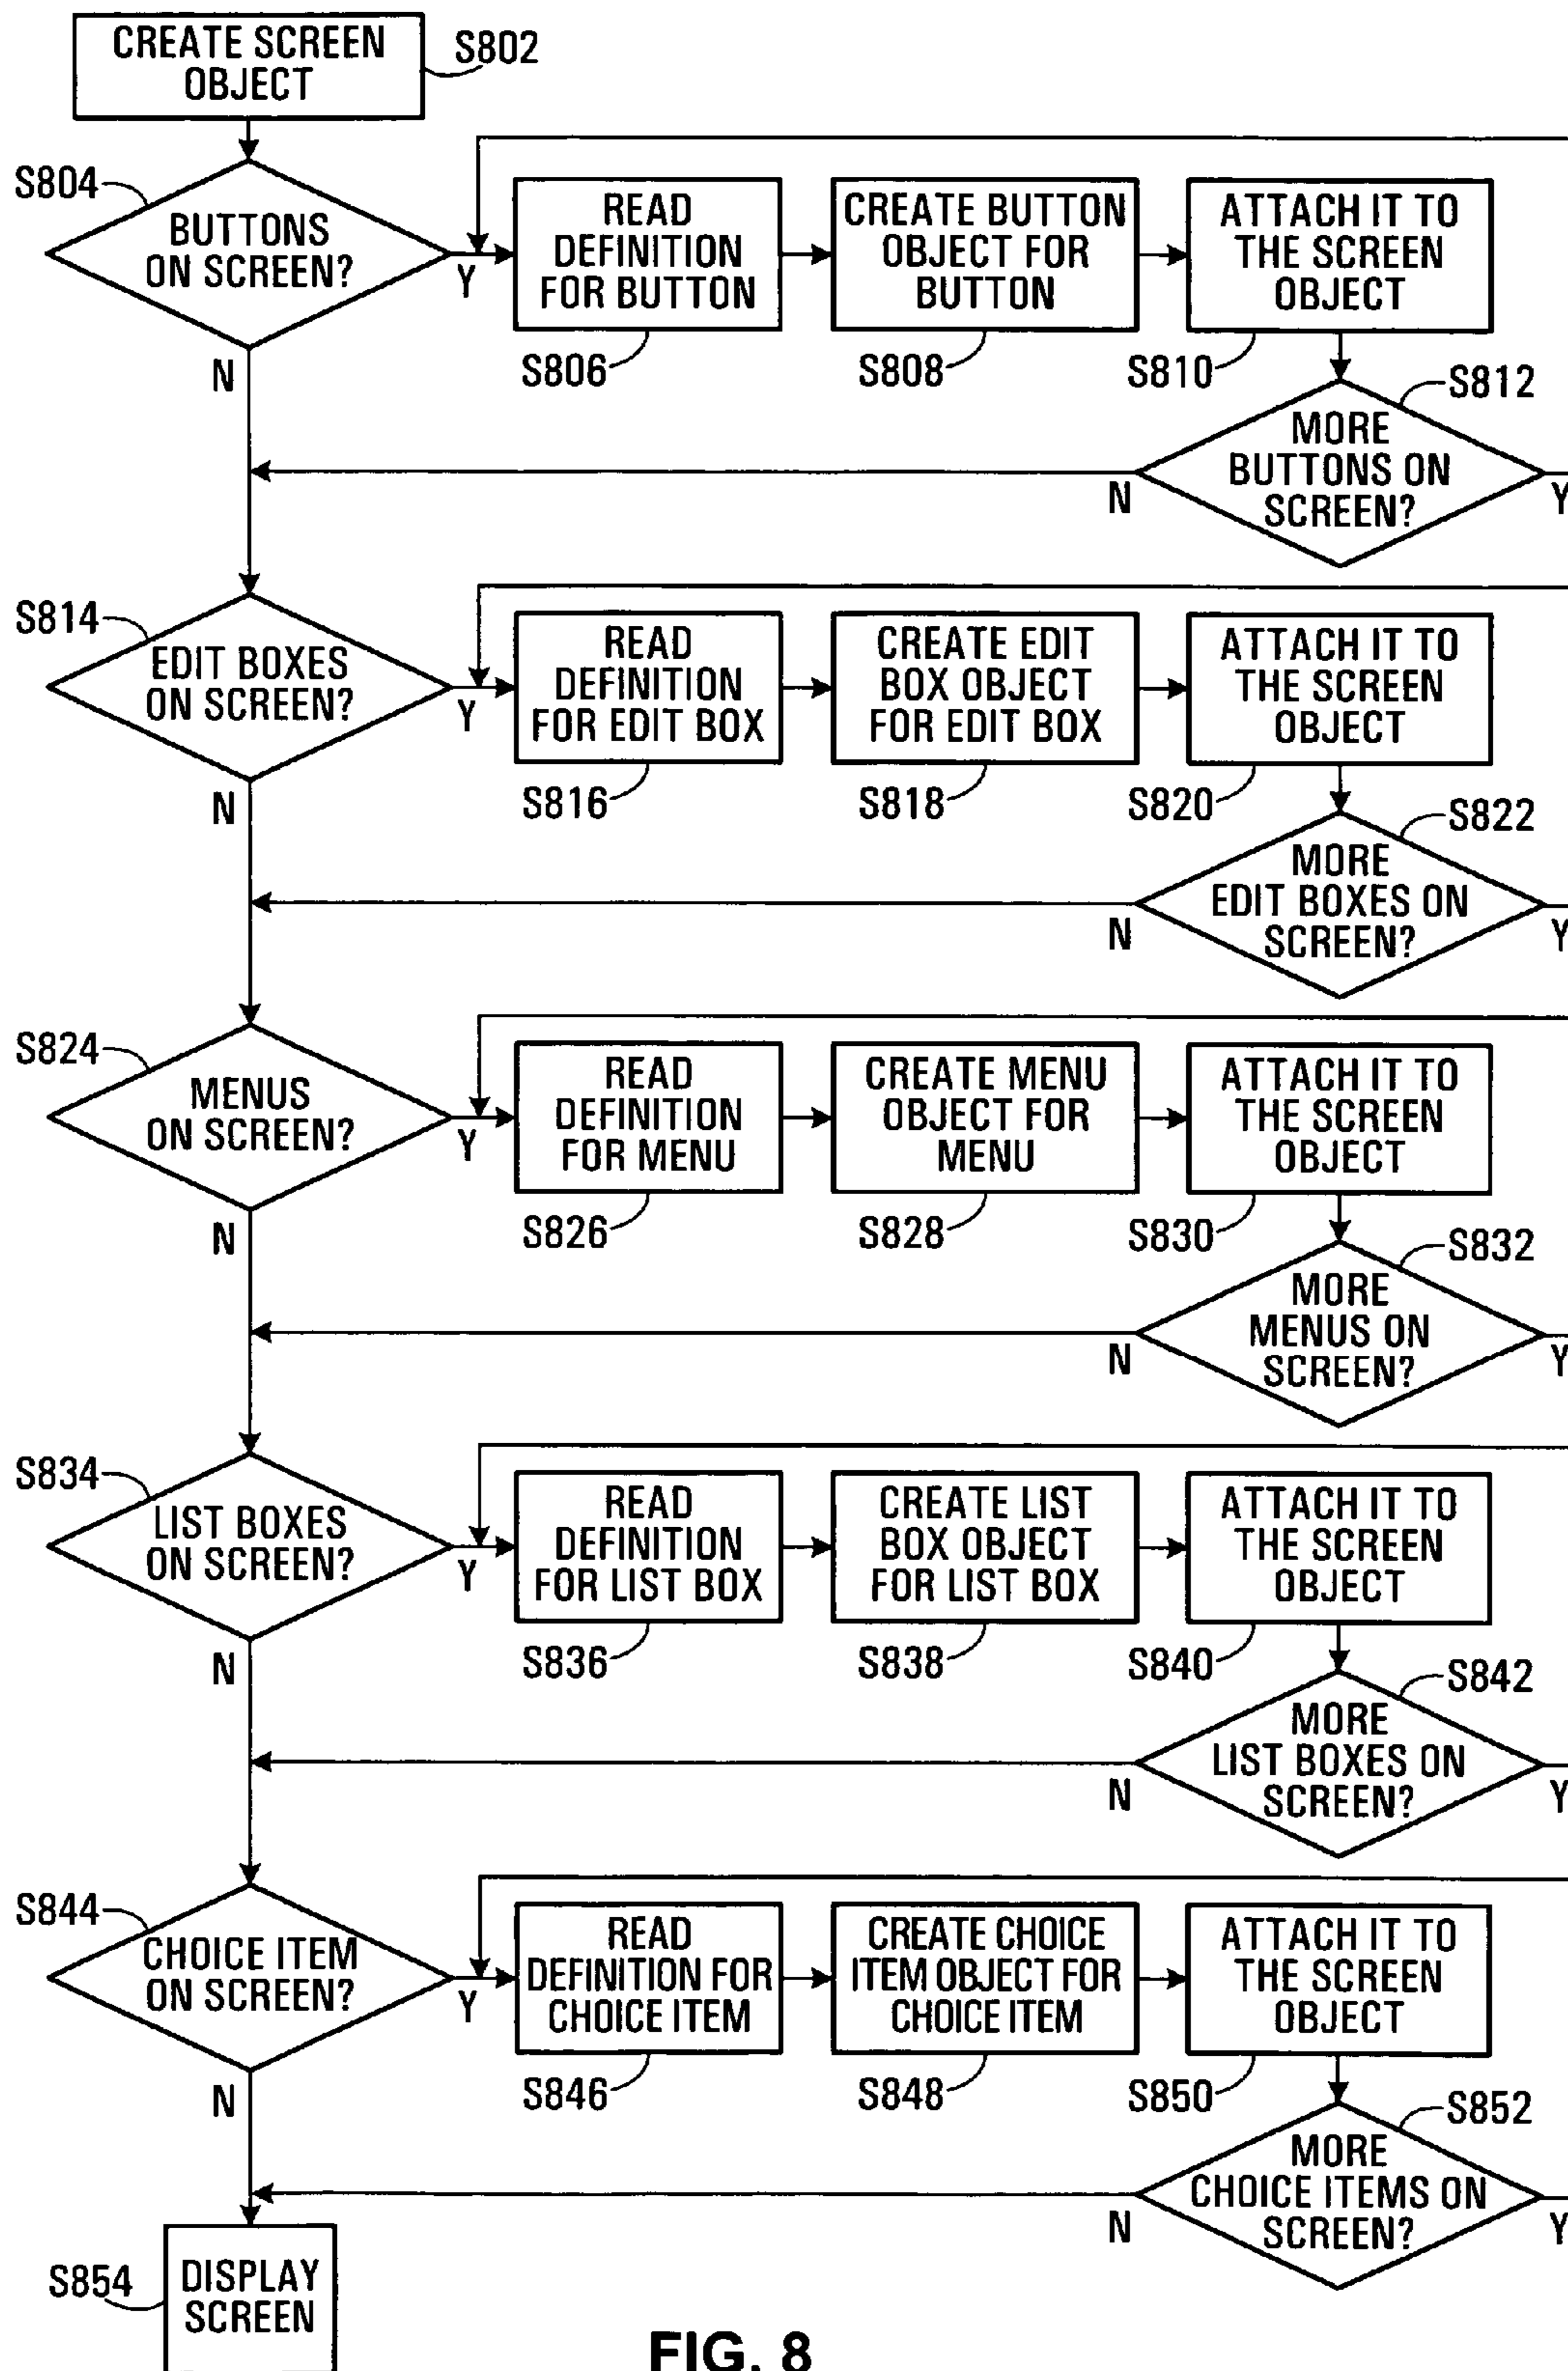 CREATE SCREEN
OBJECT
S802
S804
BUTTONS
ON SCREEN?
Y
N
READ
DEFINITION
FOR BUTTON
S806
CREATE BUTTON
OBJECT FOR
BUTTON
S808
ATTACH IT TO
THE SCREEN
OBJECT
S810
S812
MORE
BUTTONS ON
SCREEN?
N
Y
S814
EDIT BOXES
ON SCREEN?
Y
N
READ
DEFINITION
FOR EDIT BOX
S816
CREATE EDIT
BOX OBJECT
FOR EDIT BOX
S818
ATTACH IT TO
THE SCREEN
OBJECT
S820
S822
MORE
EDIT BOXES ON
SCREEN?
N
Y
S824
MENUS
ON SCREEN?
Y
N
READ
DEFINITION
FOR MENU
S826
CREATE MENU
OBJECT FOR
MENU
S828
ATTACH IT TO
THE SCREEN
OBJECT
S830
S832
MORE
MENUS ON
SCREEN?
N
Y
S834
LIST BOXES
ON SCREEN?
Y
N
READ
DEFINITION
FOR LIST BOX
S836
CREATE LIST
BOX OBJECT
FOR LIST BOX
S838
ATTACH IT TO
THE SCREEN
OBJECT
S840
S842
MORE
LIST BOXES ON
SCREEN?
N
Y
S844
CHOICE ITEM
ON SCREEN?
Y
N
READ
DEFINITION FOR
CHOICE ITEM
S846
CREATE CHOICE
ITEM OBJECT FOR
CHOICE ITEM
S848
ATTACH IT TO
THE SCREEN
OBJECT
S850
S852
MORE
CHOICE ITEMS ON
SCREEN?
N
Y
S854
DISPLAY
SCREEN
FIG. 8